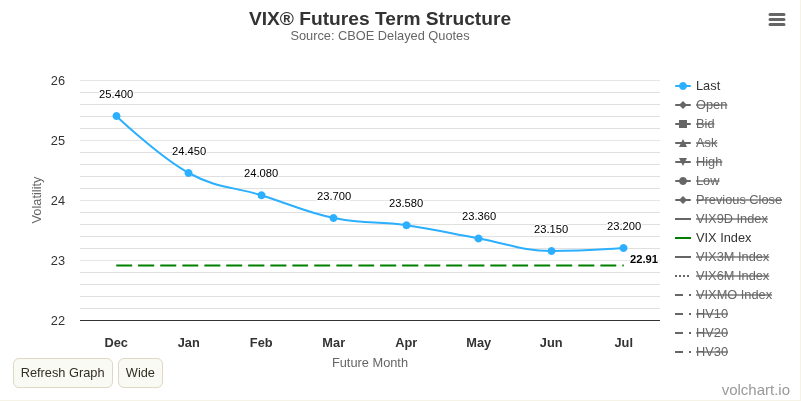 VIX® Futures Term Structure
Source: CBOE Delayed Quotes
26
25
24
23
22
Volatility
25.400
24.450
24.080
23.700
23.580
23.360
23.150
23.200
22.91
Dec Jan Feb Mar Apr May Jun Jul
Future Month
Last
Open
Bid
Ask
High
Low
Previous Close
VIX9D Index
VIX Index
VIX3M Index
VIX6M Index
VIXMO Index
HV10
HV20
HV30
Refresh Graph Wide
volchart.io